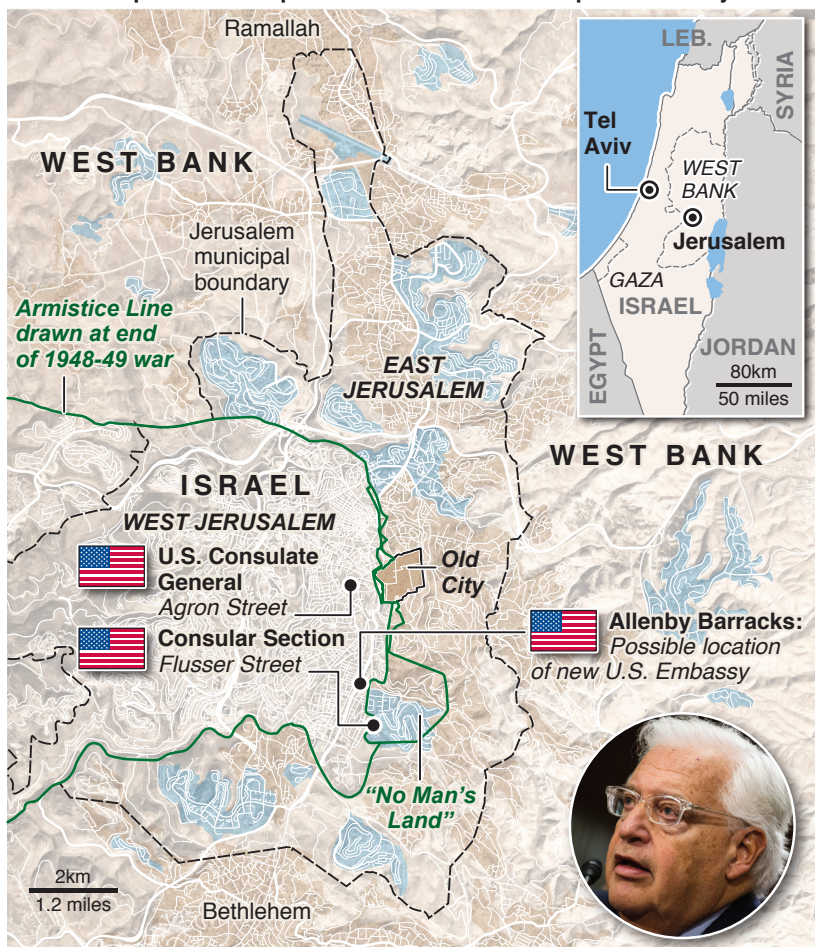 Ramallah
WEST BANK
Jerusalem
municipal
boundary
Armistice Line
drawn at end
of 1948-49 war
EAST
JERUSALEM
ISRAEL
WEST JERUSALEM
U.S. Consulate
General
Agron Street
Consular Section
Flusser Street
Old
City
WEST BANK
Allenby Barracks:
Possible location
of new U.S. Embassy
"No Man's
Land"
2km
1.2 miles
Bethlehem
LEB.
SYRIA
Tel
Aviv
WEST
BANK
Jerusalem
GAZA
ISRAEL
EGYPT
JORDAN
80km
50 miles